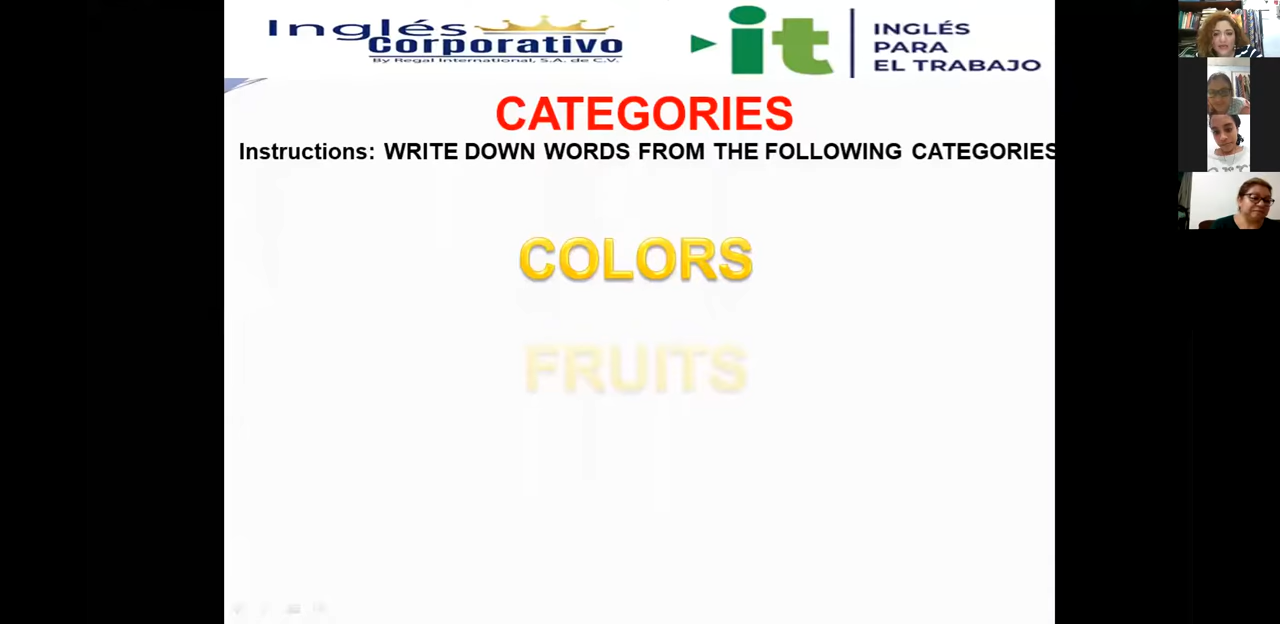 Inglés
Corporativo
By Regal International, S.A. de C.V.
it
INGLÉS
PARA
EL TRABAJO
CATEGORIES
Instructions: WRITE DOWN WORDS FROM THE FOLLOWING CATEGORIES
COLORS
FRUITS